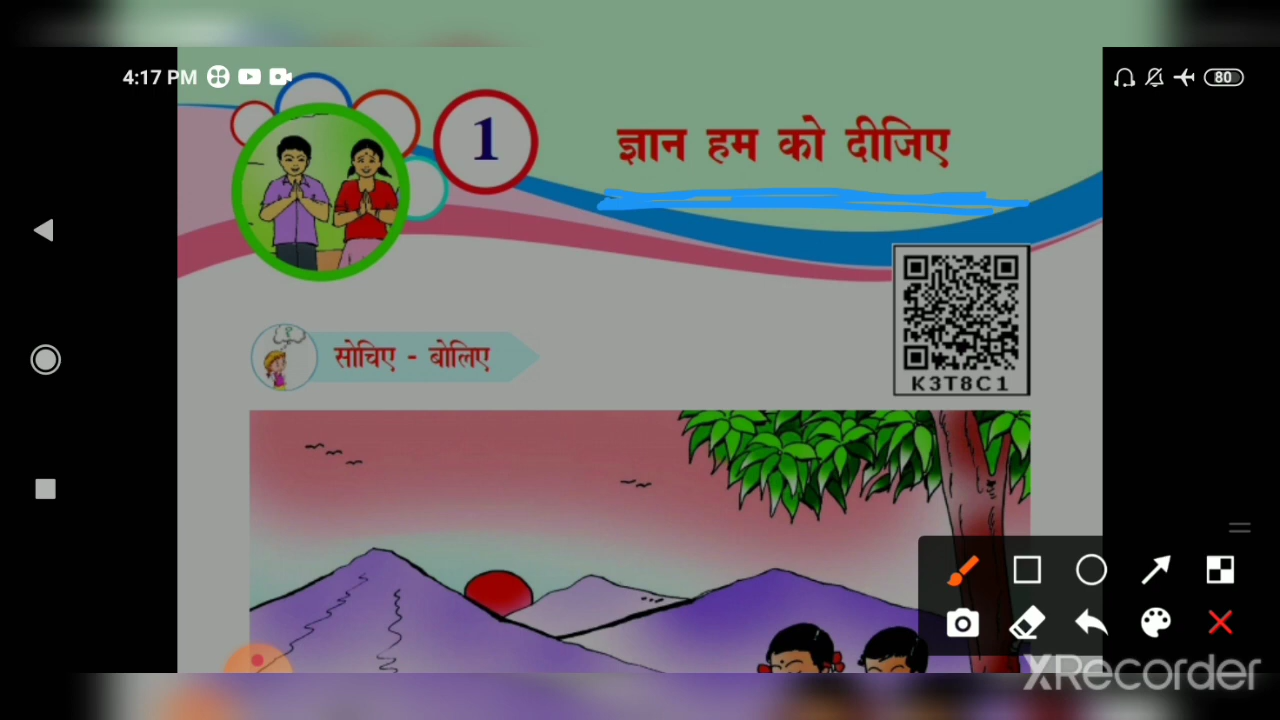 4:17 PM
80
1
ज्ञान हम को दीजिए
K3T8C1
सोचिए - बोलिए
XRecorder